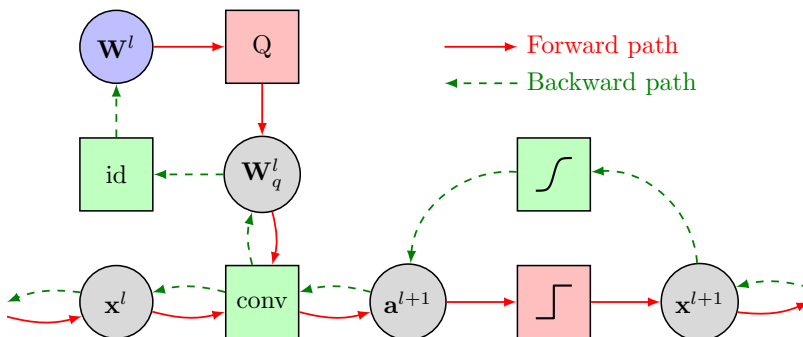 W^l
Q
Forward path
Backward path
id
W_q^l
x^l
conv
a^{l+1}
x^{l+1}